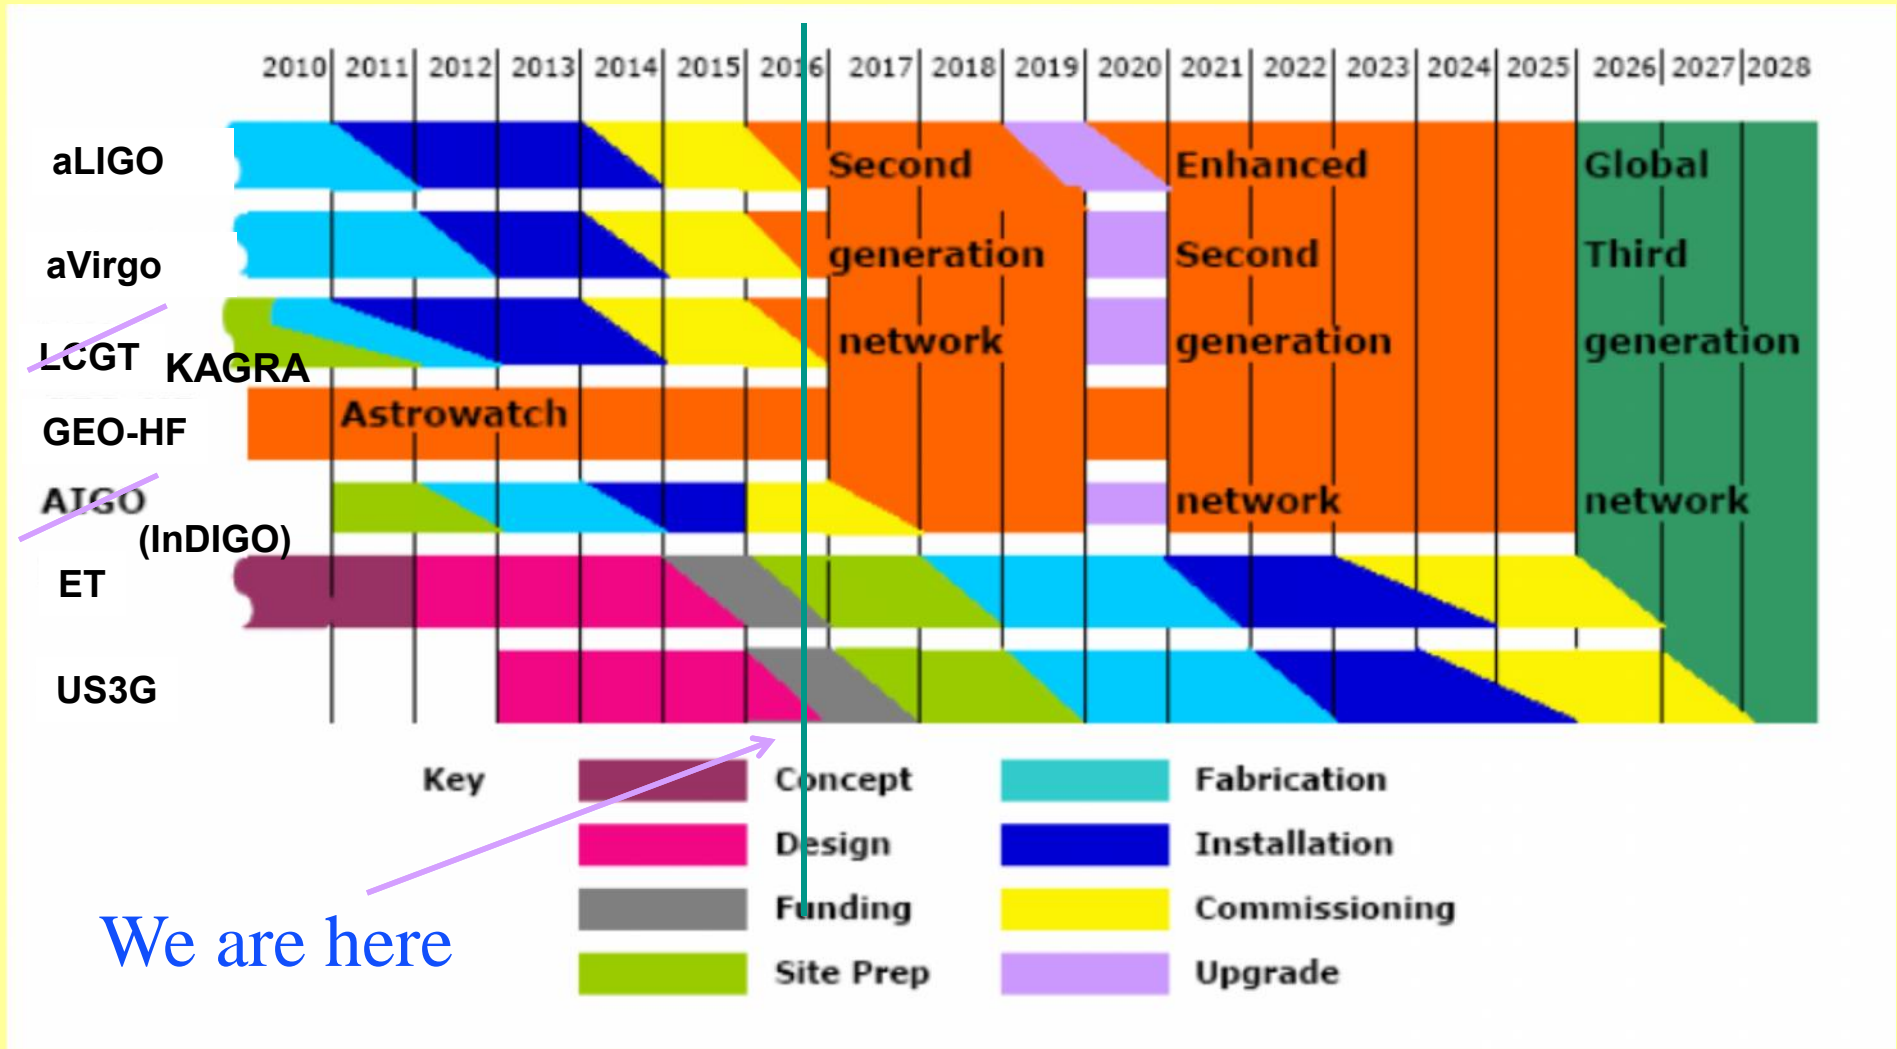 2010 2011 2012 2013 2014 2015 2016 2017 2018 2019 2020 2021 2022 2023 2024 2025 2026 2027 2028
aLIGO
Second
Enhanced
Global
aVirgo
generation
Second
Third
LCGT
KAGRA
network
generation
generation
GEO-HF
Astrowatch
AIGO
(InDIGO)
network
network
ET
US3G
Key
Concept
Fabrication
Design
Installation
Funding
Commissioning
Site Prep
Upgrade
We are here